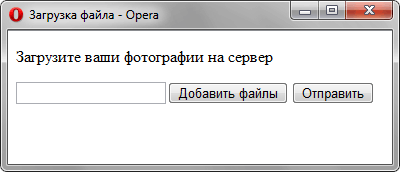 Загрузка файла - Opera
Загрузите ваши фотографии на сервер
Добавить файлы Отправить